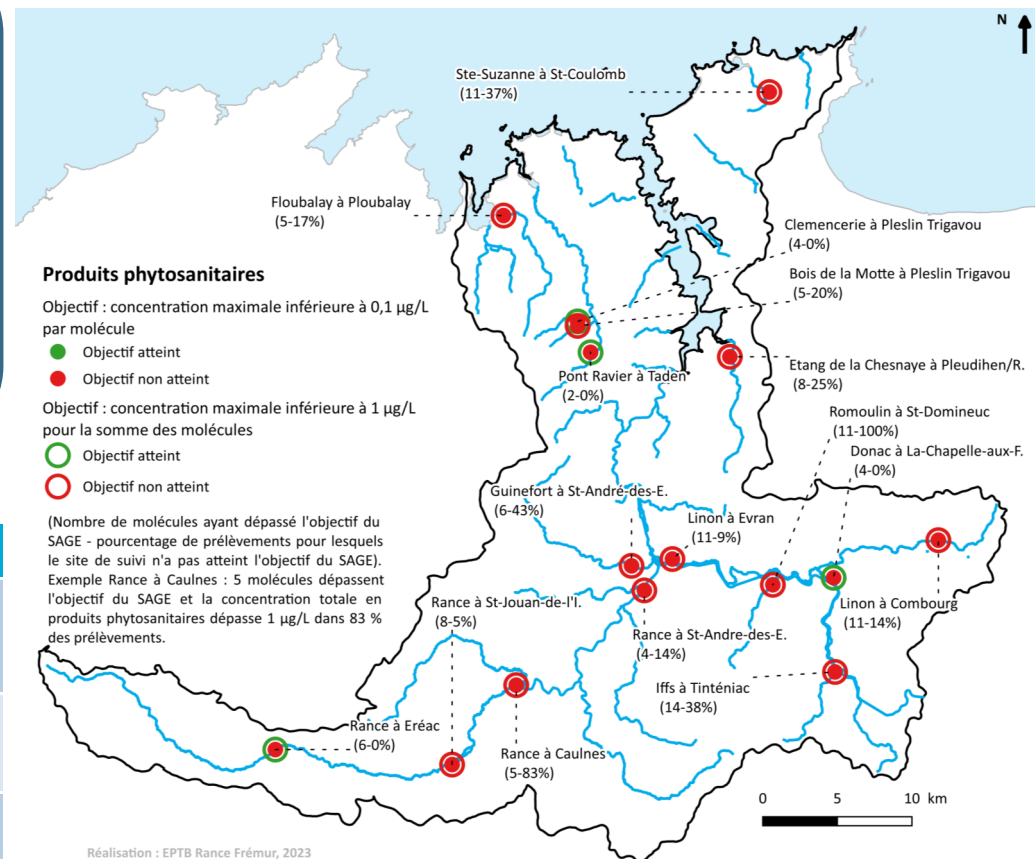 N
Ste-Suzanne à St-Coulomb
(11-37%)
Floubalay à Ploubalay
(5-17%)
Clemencerie à Pleslin Trigavou
(4-0%)
Bois de la Motte à Pleslin Trigavou
(5-20%)
Produits phytosanitaires
Objectif : concentration maximale inférieure à 0,1 µg/L
par molécule
Objectif atteint
Objectif non atteint
Objectif : concentration maximale inférieure à 1 µg/L
pour la somme des molécules
Objectif atteint
Objectif non atteint
(Nombre de molécules ayant dépassé l'objectif du
SAGE - pourcentage de prélèvements pour lesquels
le site de suivi n'a pas atteint l'objectif du SAGE).
Exemple Rance à Caulnes : 5 molécules dépassent
l'objectif du SAGE et la concentration totale en
produits phytosanitaires dépasse 1 µg/L dans 83 %
des prélèvements.
Pont Ravier à Taden
(2-0%)
Etang de la Chesnaye à Pleudihen/R.
(8-25%)
Romoulin à St-Domineuc
(11-100%)
Donac à La-Chapelle-aux-F.
(4-0%)
Guinefort à St-André-des-E.
(6-43%)
Linon à Evran
(11-9%)
Linon à Combourg
(11-14%)
Rance à St-Jouan-de-l'I.
(8-5%)
Rance à St-Andre-des-E.
(4-14%)
Iffs à Tinténiac
(14-38%)
Rance à Eréac
(6-0%)
Rance à Caulnes
(5-83%)
0 5 10 km
Réalisation : EPTB Rance Frémur, 2023